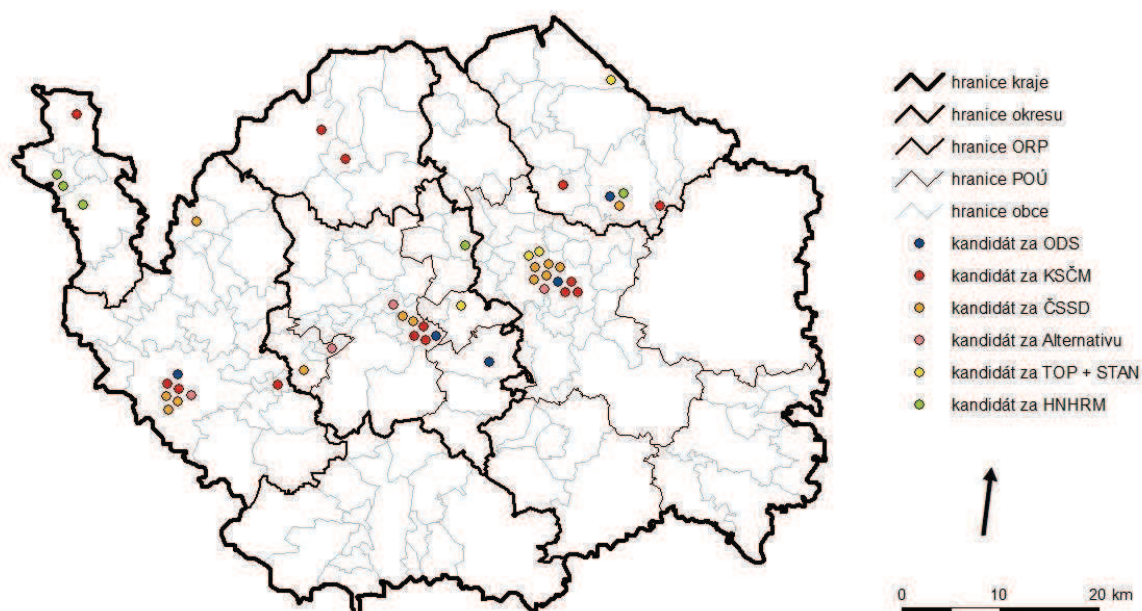 hranice kraje
hranice okresu
hranice ORP
hranice POÚ
hranice obce
kandidát za ODS
kandidát za KSČM
kandidát za ČSSD
kandidát za Alternativu
kandidát za TOP + STAN
kandidát za HNHRM
0 10 20 km